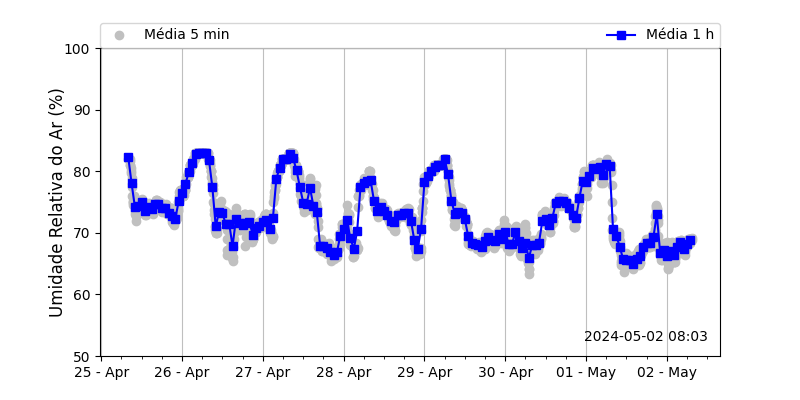 Média 5 min
Média 1 h
Umidade Relativa do Ar (%)
100
90
80
70
60
50
2024-05-02 08:03
25 - Apr
26 - Apr
27 - Apr
28 - Apr
29 - Apr
30 - Apr
01 - May
02 - May